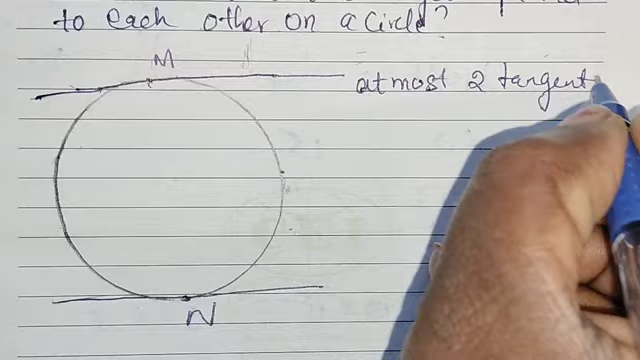 to each other on a circle?
M
at most 2 tangent
N